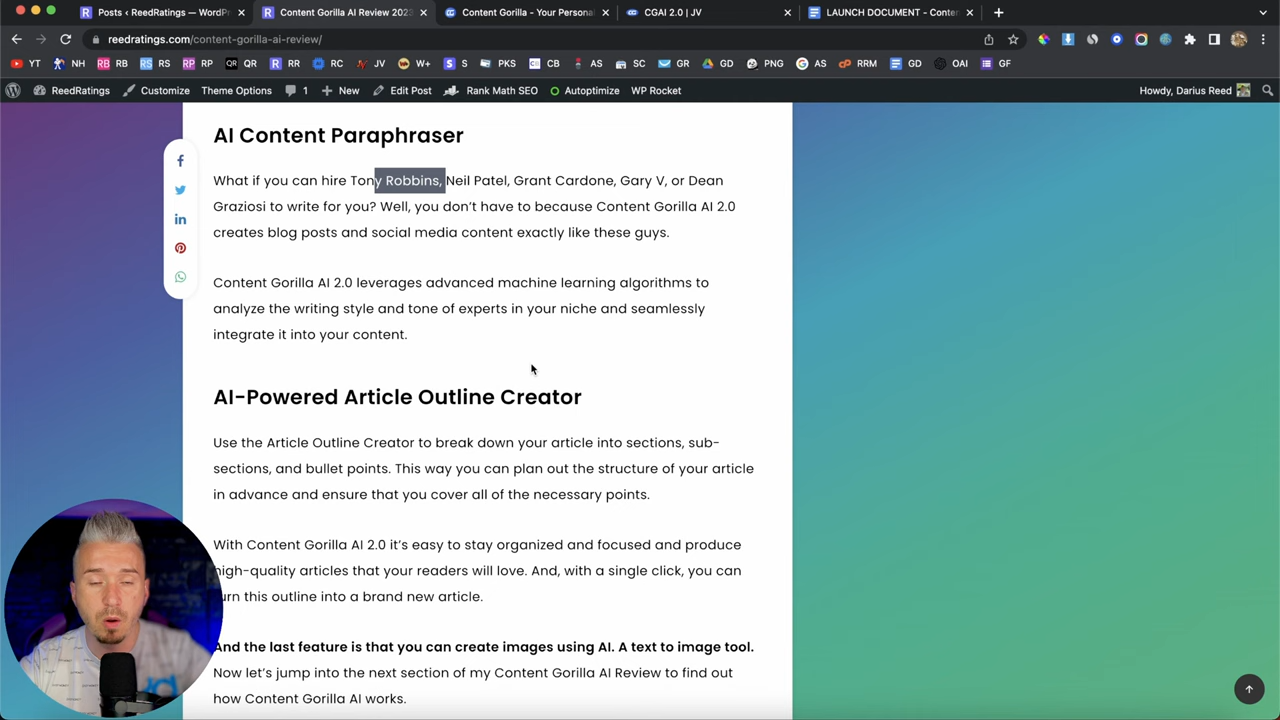 Posts ‹ ReedRatings — WordPr
Content Gorilla AI Review 2023
Content Gorilla - Your Persona
CGAI 2.0 | JV
LAUNCH DOCUMENT - Conte
reedratings.com/content-gorilla-ai-review/
YT NH RB RS RP QR RR RC JV W+ S PKS CB AS SC GR GD PNG AS RRM GD OAI GF
ReedRatings Customize Theme Options 1 New Edit Post Rank Math SEO Autoptimize WP Rocket Howdy, Darius Reed
AI Content Paraphraser
What if you can hire Tony Robbins, Neil Patel, Grant Cardone, Gary V, or Dean
Graziosi to write for you? Well, you don’t have to because Content Gorilla AI 2.0
creates blog posts and social media content exactly like these guys.
Content Gorilla AI 2.0 leverages advanced machine learning algorithms to
analyze the writing style and tone of experts in your niche and seamlessly
integrate it into your content.
AI-Powered Article Outline Creator
Use the Article Outline Creator to break down your article into sections, sub-
sections, and bullet points. This way you can plan out the structure of your article
in advance and ensure that you cover all of the necessary points.
With Content Gorilla AI 2.0 it’s easy to stay organized and focused and produce
high-quality articles that your readers will love. And, with a single click, you can
turn this outline into a brand new article.
And the last feature is that you can create images using AI. A text to image tool.
Now let’s jump into the next section of my Content Gorilla AI Review to find out
how Content Gorilla AI works.